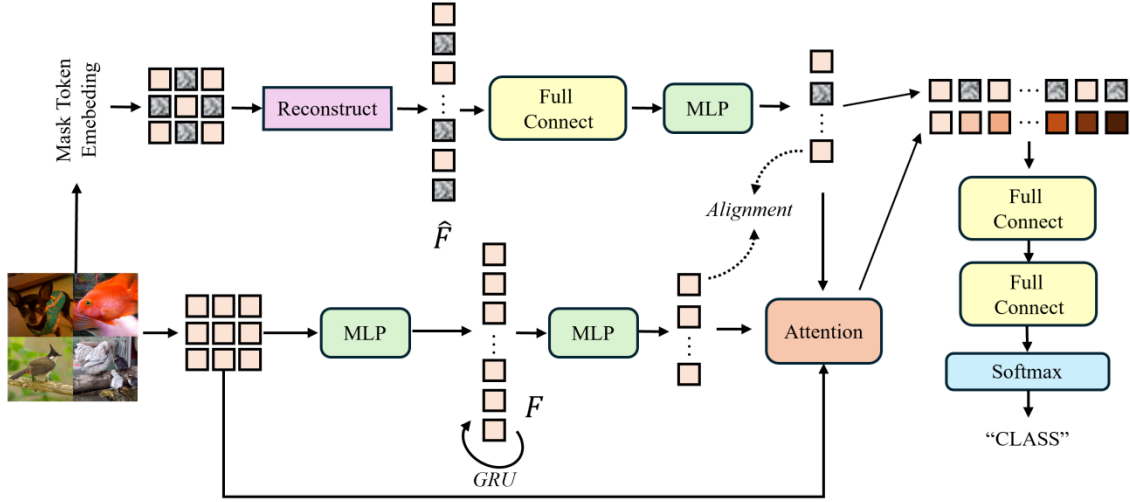 Mask Token
Emebeding
Reconstruct
Full
Connect
MLP
F̂
Alignment
MLP
MLP
F
GRU
Attention
Full
Connect
Full
Connect
Softmax
“CLASS”